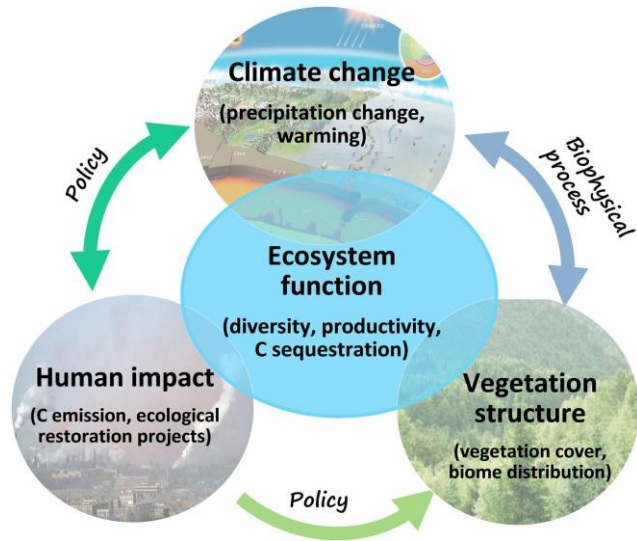 Climate change
(precipitation change,
warming)
Policy
Biophysical
process
Ecosystem
function
(diversity, productivity,
C sequestration)
Human impact
(C emission, ecological
restoration projects)
Vegetation
structure
(vegetation cover,
biome distribution)
Policy